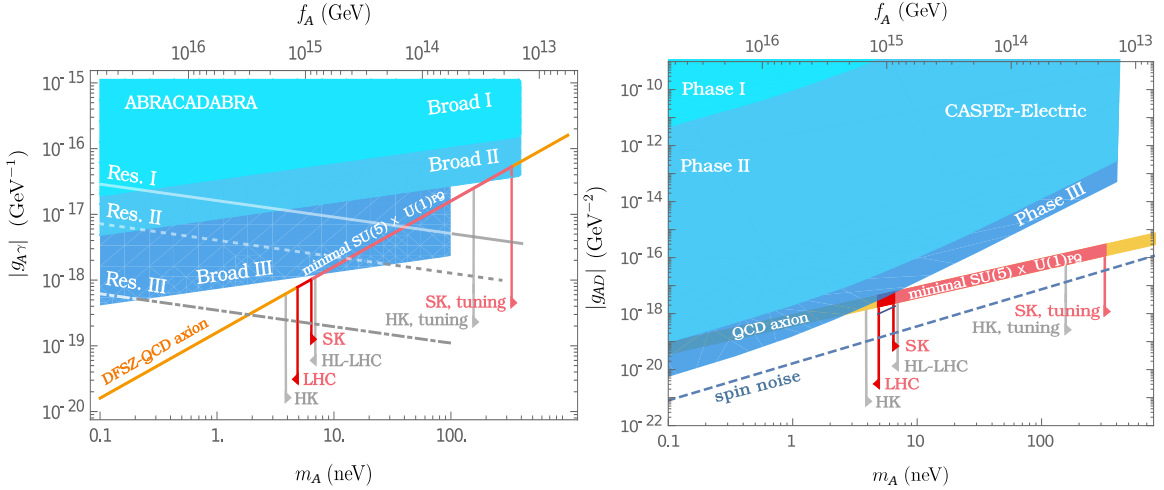 f_A (GeV)
10^16
10^15
10^14
10^13
10^-15
10^-16
10^-17
10^-18
10^-19
10^-20
|g_Aγ| (GeV^-1)
ABRACADABRA
Broad I
Broad II
Res. I
Res. II
Broad III
Res. III
minimal SU(5) x U(1)PQ
DFSZ-QCD axion
SK, tuning
HK, tuning
SK
HL-LHC
LHC
HK
0.1
1.
10.
100.
m_A (neV)
f_A (GeV)
10^16
10^15
10^14
10^13
10^-10
10^-12
10^-14
10^-16
10^-18
10^-20
10^-22
|g_AD| (GeV^-2)
Phase I
CASPEr-Electric
Phase II
Phase III
minimal SU(5) x U(1)PQ
QCD axion
SK, tuning
HK, tuning
SK
HL-LHC
LHC
HK
spin noise
0.1
1
10
100
m_A (neV)